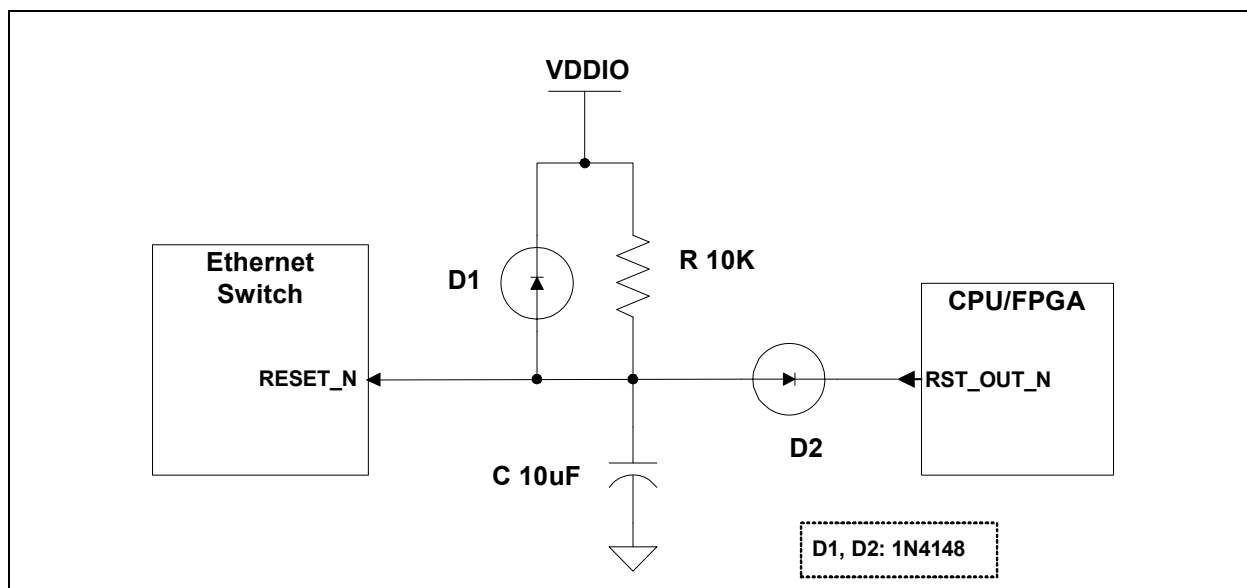 VDDIO
Ethernet
Switch
D1
R 10K
CPU/FPGA
RESET_N
RST_OUT_N
D2
C 10uF
D1, D2: 1N4148